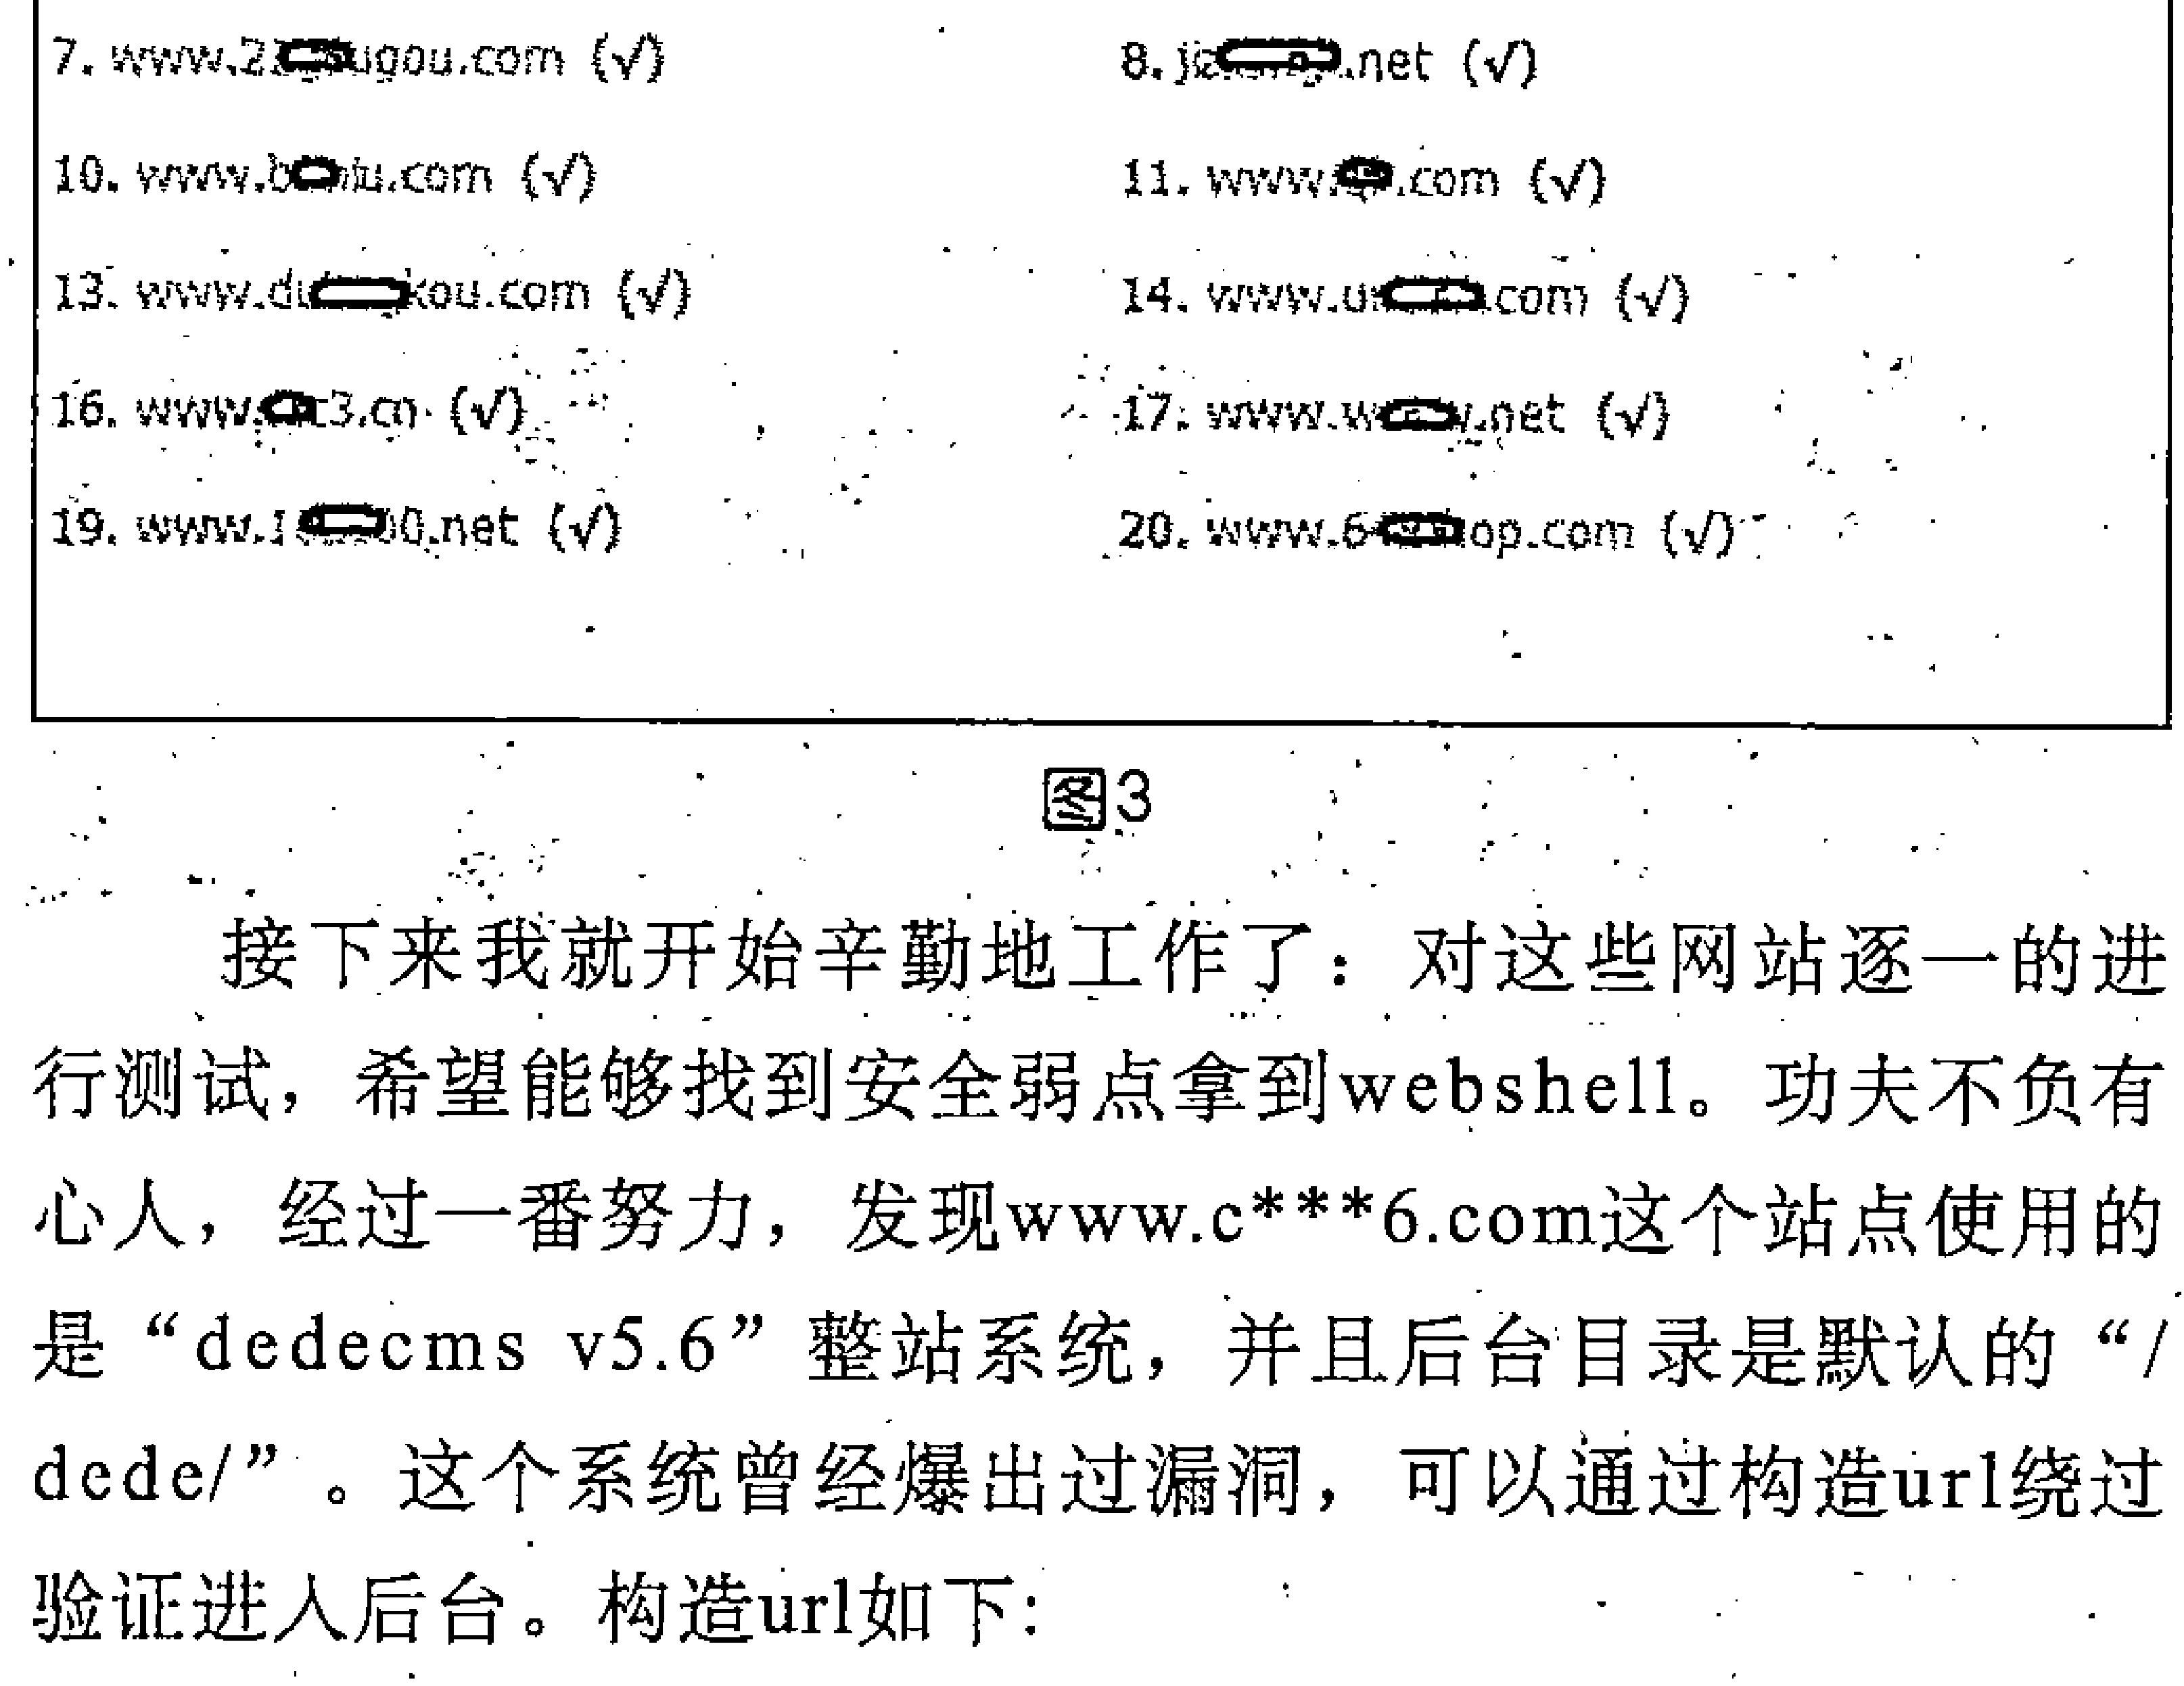 7. www.2 ugou.com (√) 8. ja .net (√)
10. www.b u.com (√) 11. www. .com (√)
13. www.du kou.com (√) 14. www.u .com (√)
16. www. 3.cn (√) 17. www.w .net (√)
19. www.1 00.net (√) 20. www.6 op.com (√)
图3
接下来我就开始辛勤地工作了：对这些网站逐一的进
行测试，希望能够找到安全弱点拿到webshell。功夫不负有
心人，经过一番努力，发现www.c***6.com这个站点使用的
是“dedecms v5.6”整站系统，并且后台目录是默认的“/
dede/”。这个系统曾经爆出过漏洞，可以通过构造url绕过
验证进入后台。构造url如下：